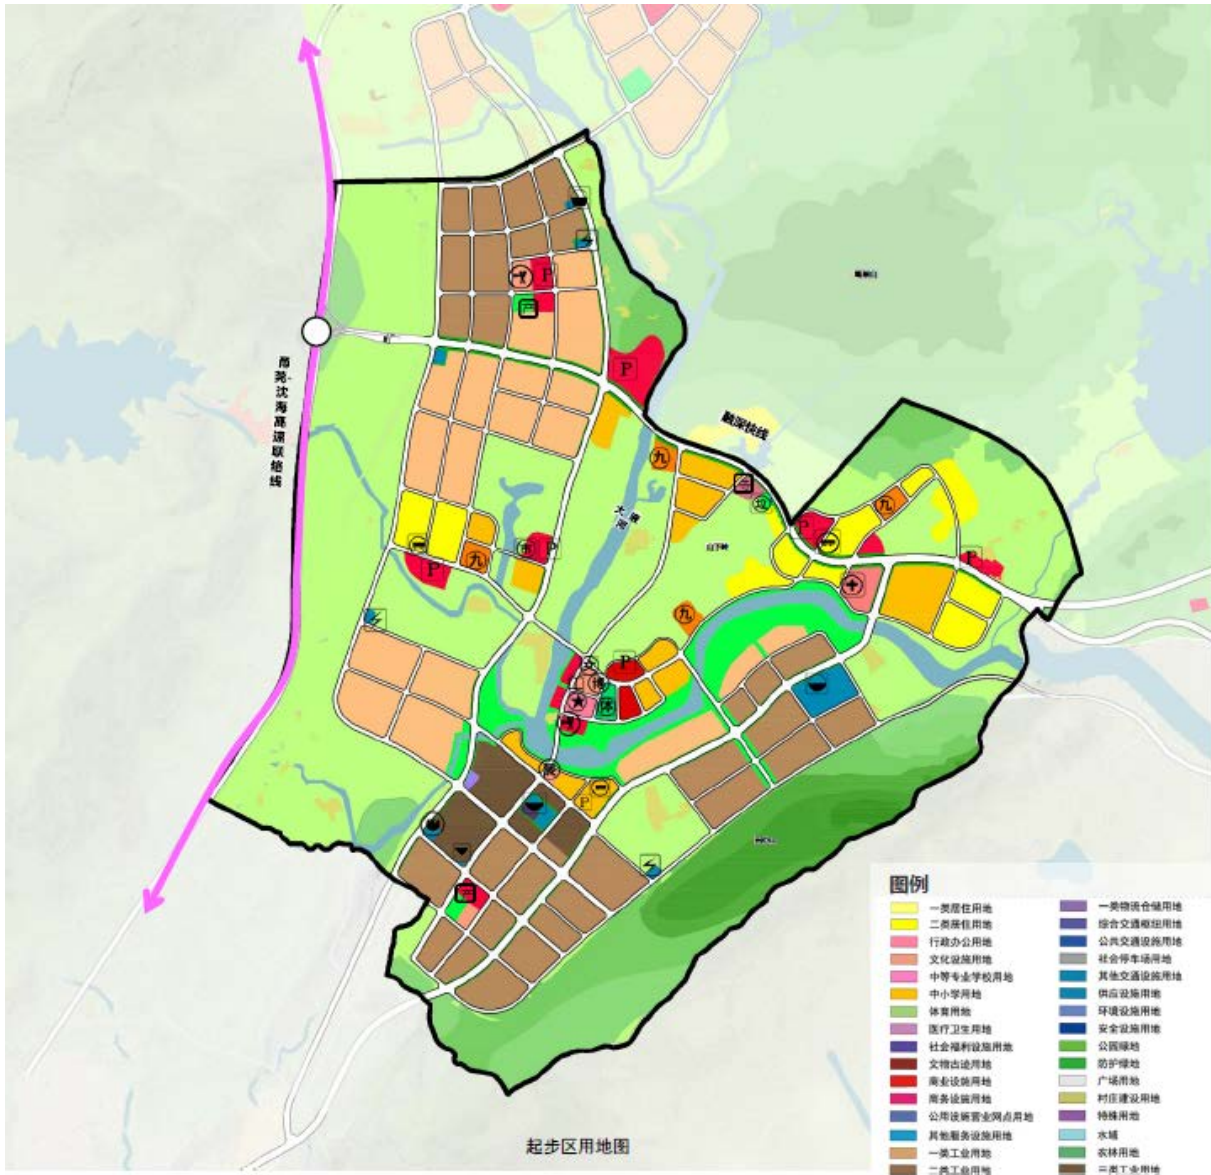 甬莞-沈海高速联络线
融深快线
P
P
九
大塘河
九
P
P
九
P
P
九
P
体
P
图例
一类居住用地
二类居住用地
行政办公用地
文化设施用地
中等专业学校用地
中小学用地
体育用地
医疗卫生用地
社会福利设施用地
文物古迹用地
商业设施用地
商务设施用地
公用设施营业网点用地
其他服务设施用地
一类工业用地
二类工业用地
一类物流仓储用地
综合交通枢纽用地
公共交通设施用地
社会停车场用地
其他交通设施用地
供应设施用地
环境设施用地
安全设施用地
公园绿地
防护绿地
广场用地
村庄建设用地
特殊用地
水域
农林用地
三类工业用地
起步区用地图